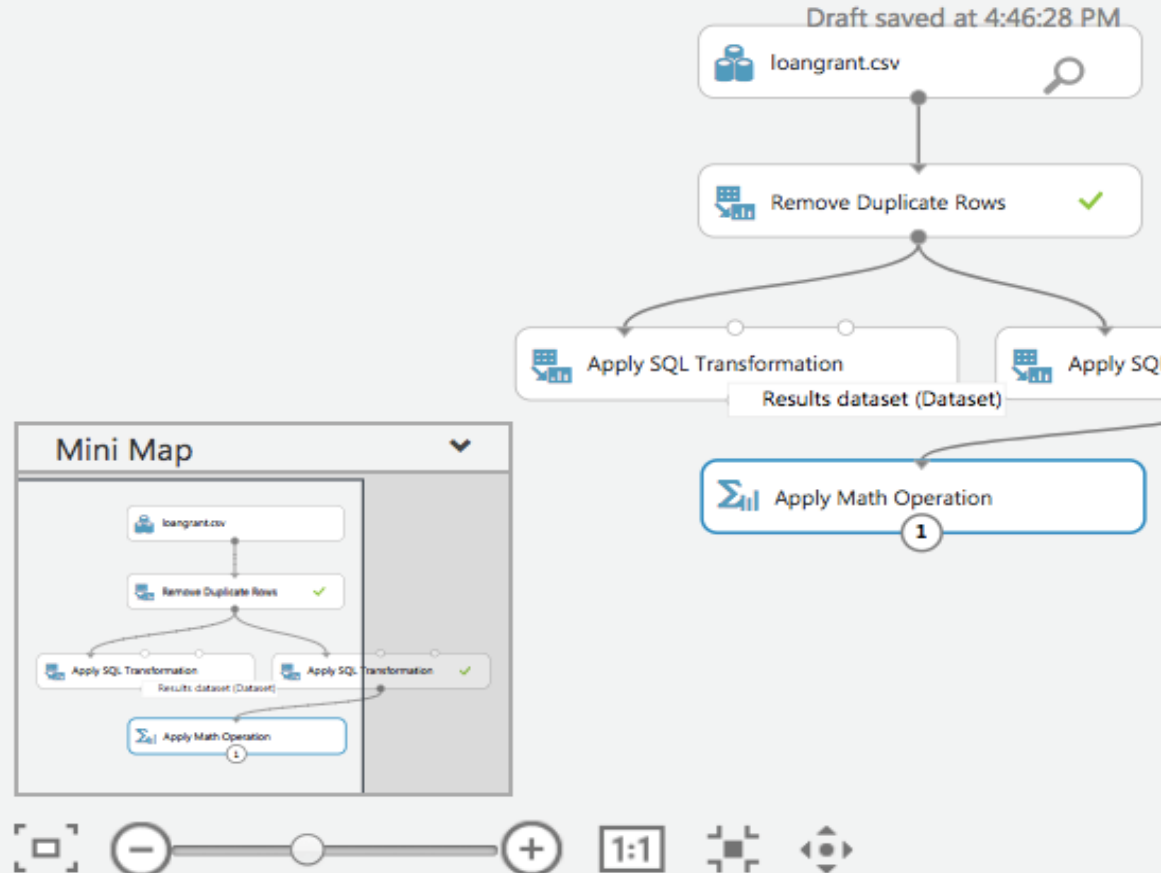 Draft saved at 4:46:28 PM
loangrant.csv
Remove Duplicate Rows
Apply SQL Transformation
Apply SQL
Results dataset (Dataset)
Apply Math Operation
1
Mini Map
loangrant.csv
Remove Duplicate Rows
Apply SQL Transformation
Apply SQL Transformation
Results dataset (Dataset)
Apply Math Operation
1
1:1